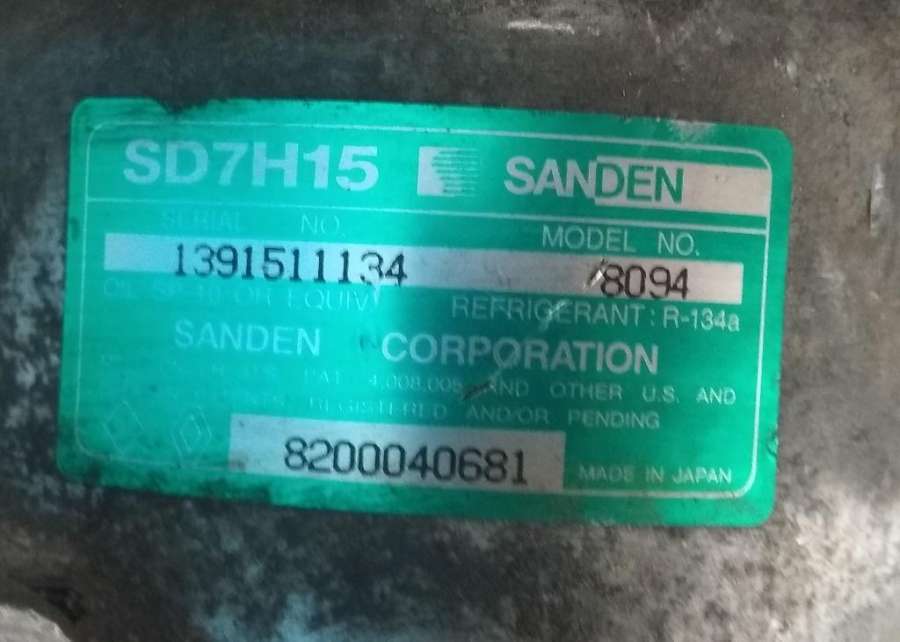 SD7H15 SANDEN
SERIAL NO. MODEL NO.
1391511134 8094
REFRIGERANT: R-134a
SANDEN CORPORATION
PAT. 4,008,005 AND OTHER U.S. AND
REGISTERED AND/OR PENDING
8200040681 MADE IN JAPAN